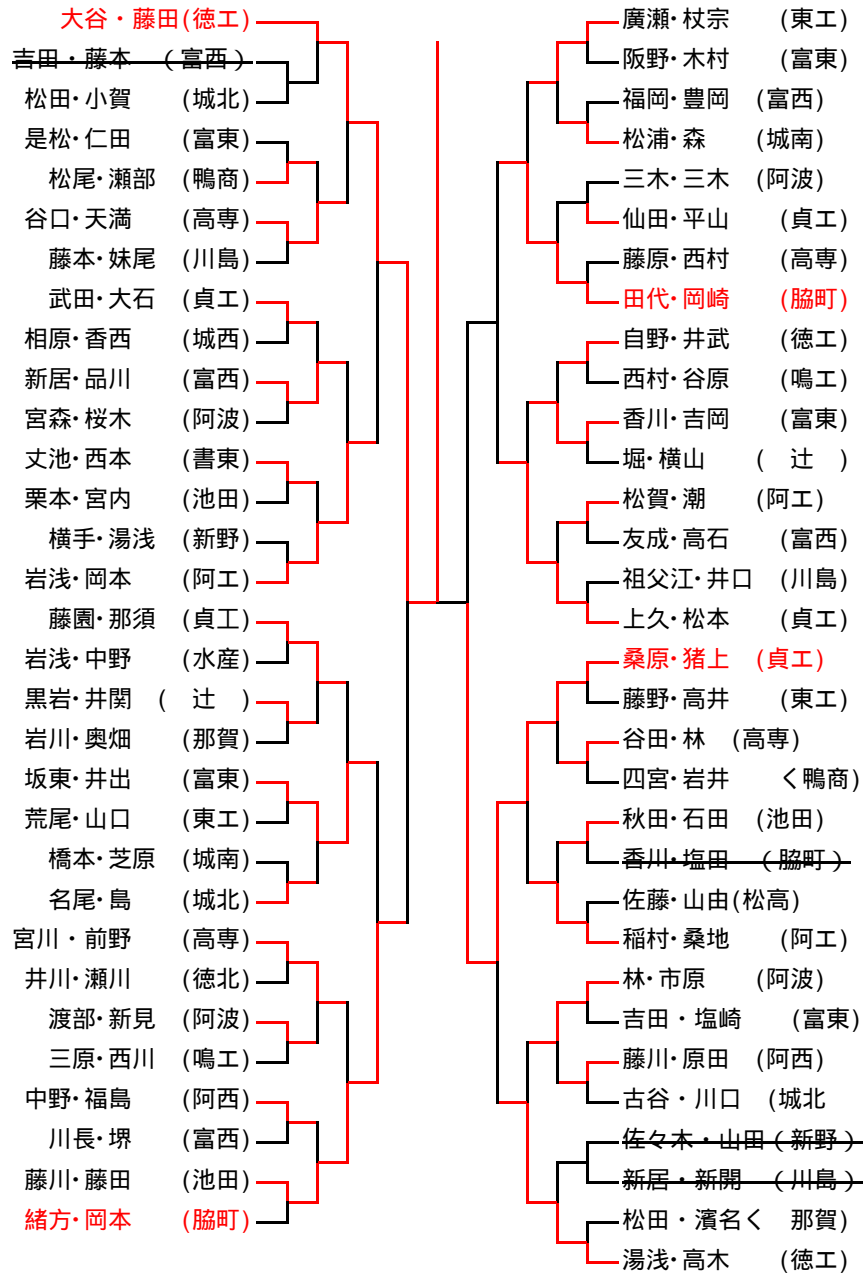 大谷・藤田(徳工)
吉田・藤本 (富西)
松田・小賀 (城北)
是松・仁田 (富東)
松尾・瀬部 (鴨商)
谷口・天満 (高専)
藤本・妹尾 (川島)
武田・大石 (貞工)
相原・香西 (城西)
新居・品川 (富西)
宮森・桜木 (阿波)
丈池・西本 (書東)
栗本・宮内 (池田)
横手・湯浅 (新野)
岩浅・岡本 (阿工)
藤園・那須 (貞工)
岩浅・中野 (水産)
黒岩・井関 ( 辻 )
岩川・奥畑 (那賀)
坂東・井出 (富東)
荒尾・山口 (東工)
橋本・芝原 (城南)
名尾・島 (城北)
宮川・前野 (高専)
井川・瀬川 (徳北)
渡部・新見 (阿波)
三原・西川 (鳴工)
中野・福島 (阿西)
川長・堺 (富西)
藤川・藤田 (池田)
緒方・岡本 (脇町)
廣瀬・杖宗 (東工)
阪野・木村 (富東)
福岡・豊岡 (富西)
松浦・森 (城南)
三木・三木 (阿波)
仙田・平山 (貞工)
藤原・西村 (高専)
田代・岡崎 (脇町)
自野・井武 (徳工)
西村・谷原 (鳴工)
香川・吉岡 (富東)
堀・横山 ( 辻 )
松賀・潮 (阿工)
友成・高石 (富西)
祖父江・井口 (川島)
上久・松本 (貞工)
桑原・猪上 (貞工)
藤野・高井 (東工)
谷田・林 (高専)
四宮・岩井 く鴨商)
秋田・石田 (池田)
香川・塩田 (脇町)
佐藤・山由(松高)
稲村・桑地 (阿工)
林・市原 (阿波)
吉田・塩崎 (富東)
藤川・原田 (阿西)
古谷・川口 (城北
佐々木・山田(新野)
新居・新開 (川島)
松田・濱名く 那賀)
湯浅・高木 (徳工)